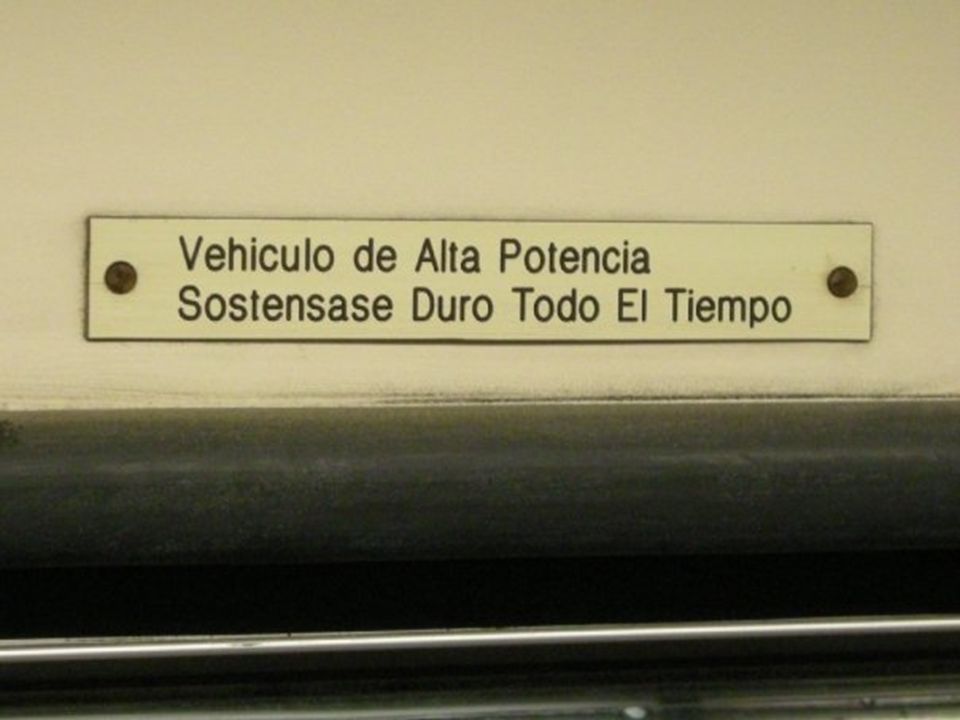 Vehiculo de Alta Potencia
Sostensase Duro Todo El Tiempo